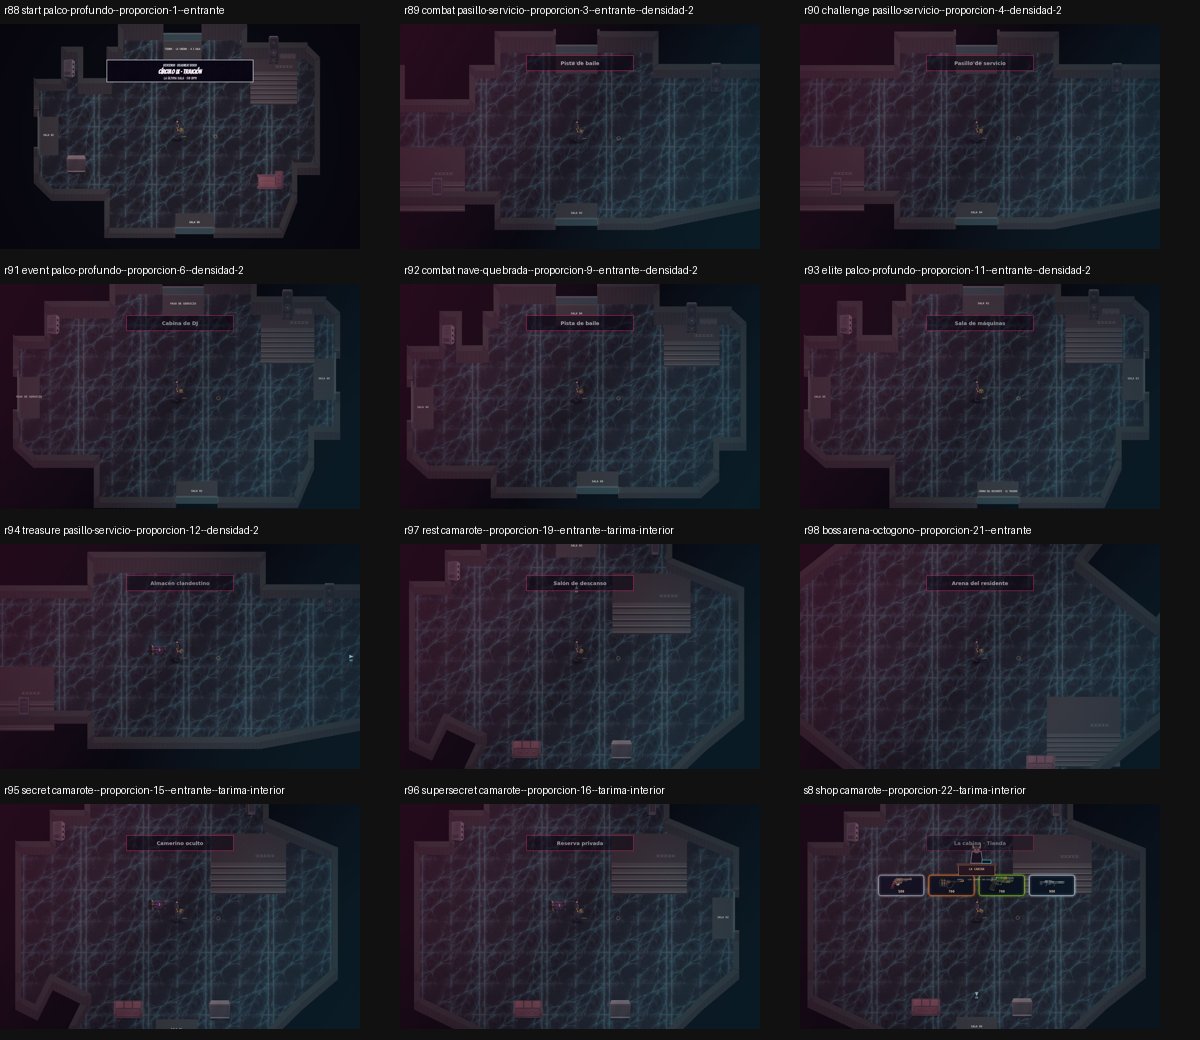 r88 start palco-profundo--proporcion-1--entrante
r89 combat pasillo-servicio--proporcion-3--entrante--densidad-2
r90 challenge pasillo-servicio--proporcion-4--densidad-2
CÍRCULO IX · TRAICIÓN
Pista de baile
Pasillo de servicio
r91 event palco-profundo--proporcion-6--densidad-2
r92 combat nave-quebrada--proporcion-9--entrante--densidad-2
r93 elite palco-profundo--proporcion-11--entrante--densidad-2
Cabina de DJ
Pista de baile
Sala de máquinas
r94 treasure pasillo-servicio--proporcion-12--densidad-2
r97 rest camarote--proporcion-19--entrante--tarima-interior
r98 boss arena-octogono--proporcion-21--entrante
Almacén clandestino
Salón de descanso
Arena del residente
r95 secret camarote--proporcion-15--entrante--tarima-interior
r96 supersecret camarote--proporcion-16--tarima-interior
s8 shop camarote--proporcion-22--tarima-interior
Camerino oculto
Reserva privada
La cabina · Tienda
LA CABINA